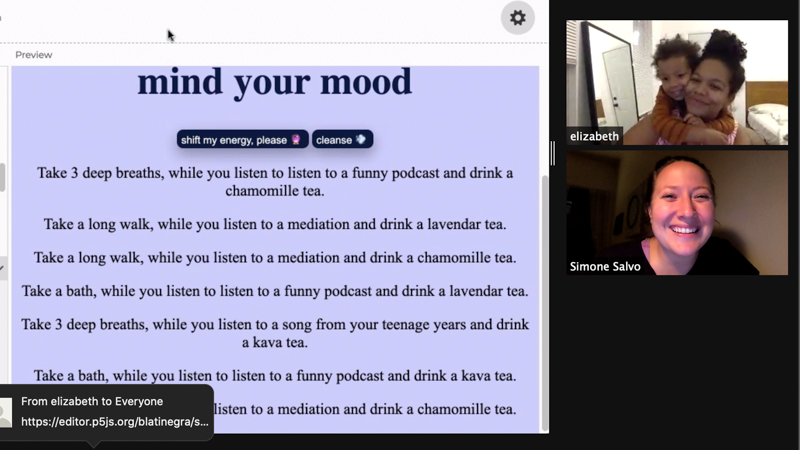 Preview
mind your mood
shift my energy, please 🔮 cleanse 💨
Take 3 deep breaths, while you listen to listen to a funny podcast and drink a
chamomille tea.
Take a long walk, while you listen to a mediation and drink a lavendar tea.
Take a long walk, while you listen to a mediation and drink a chamomille tea.
Take a bath, while you listen to listen to a funny podcast and drink a lavendar tea.
Take 3 deep breaths, while you listen to a song from your teenage years and drink
a kava tea.
Take a bath, while you listen to listen to a funny podcast and drink a kava tea.
listen to a mediation and drink a chamomille tea.
From elizabeth to Everyone
https://editor.p5js.org/blatinegra/s...
elizabeth
Simone Salvo